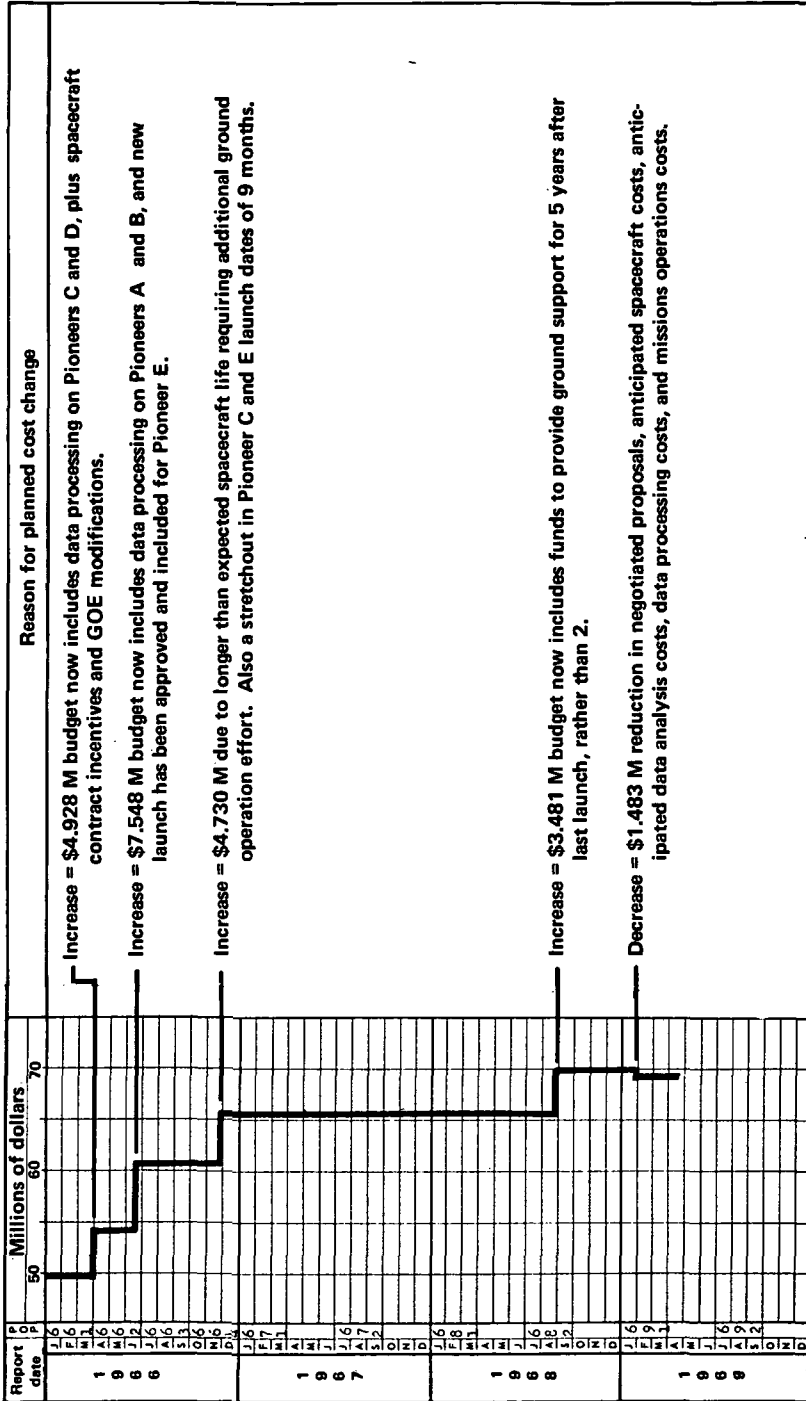 Report
date
P
O
P
Millions of dollars
50 60 70
Reason for planned cost change
1966
J F M A M J J A S O N D
1967
J F M A M J J A S O N D
1968
J F M A M J J A S O N D
1969
J F M A M J J A S O N D
Increase = $4.928 M budget now includes data processing on Pioneers C and D, plus spacecraft
contract incentives and GOE modifications.
Increase = $7.548 M budget now includes data processing on Pioneers A and B, and new
launch has been approved and included for Pioneer E.
Increase = $4.730 M due to longer than expected spacecraft life requiring additional ground
operation effort. Also a stretchout in Pioneer C and E launch dates of 9 months.
Increase = $3.481 M budget now includes funds to provide ground support for 5 years after
last launch, rather than 2.
Decrease = $1.483 M reduction in negotiated proposals, anticipated spacecraft costs, antic-
ipated data analysis costs, data processing costs, and missions operations costs.